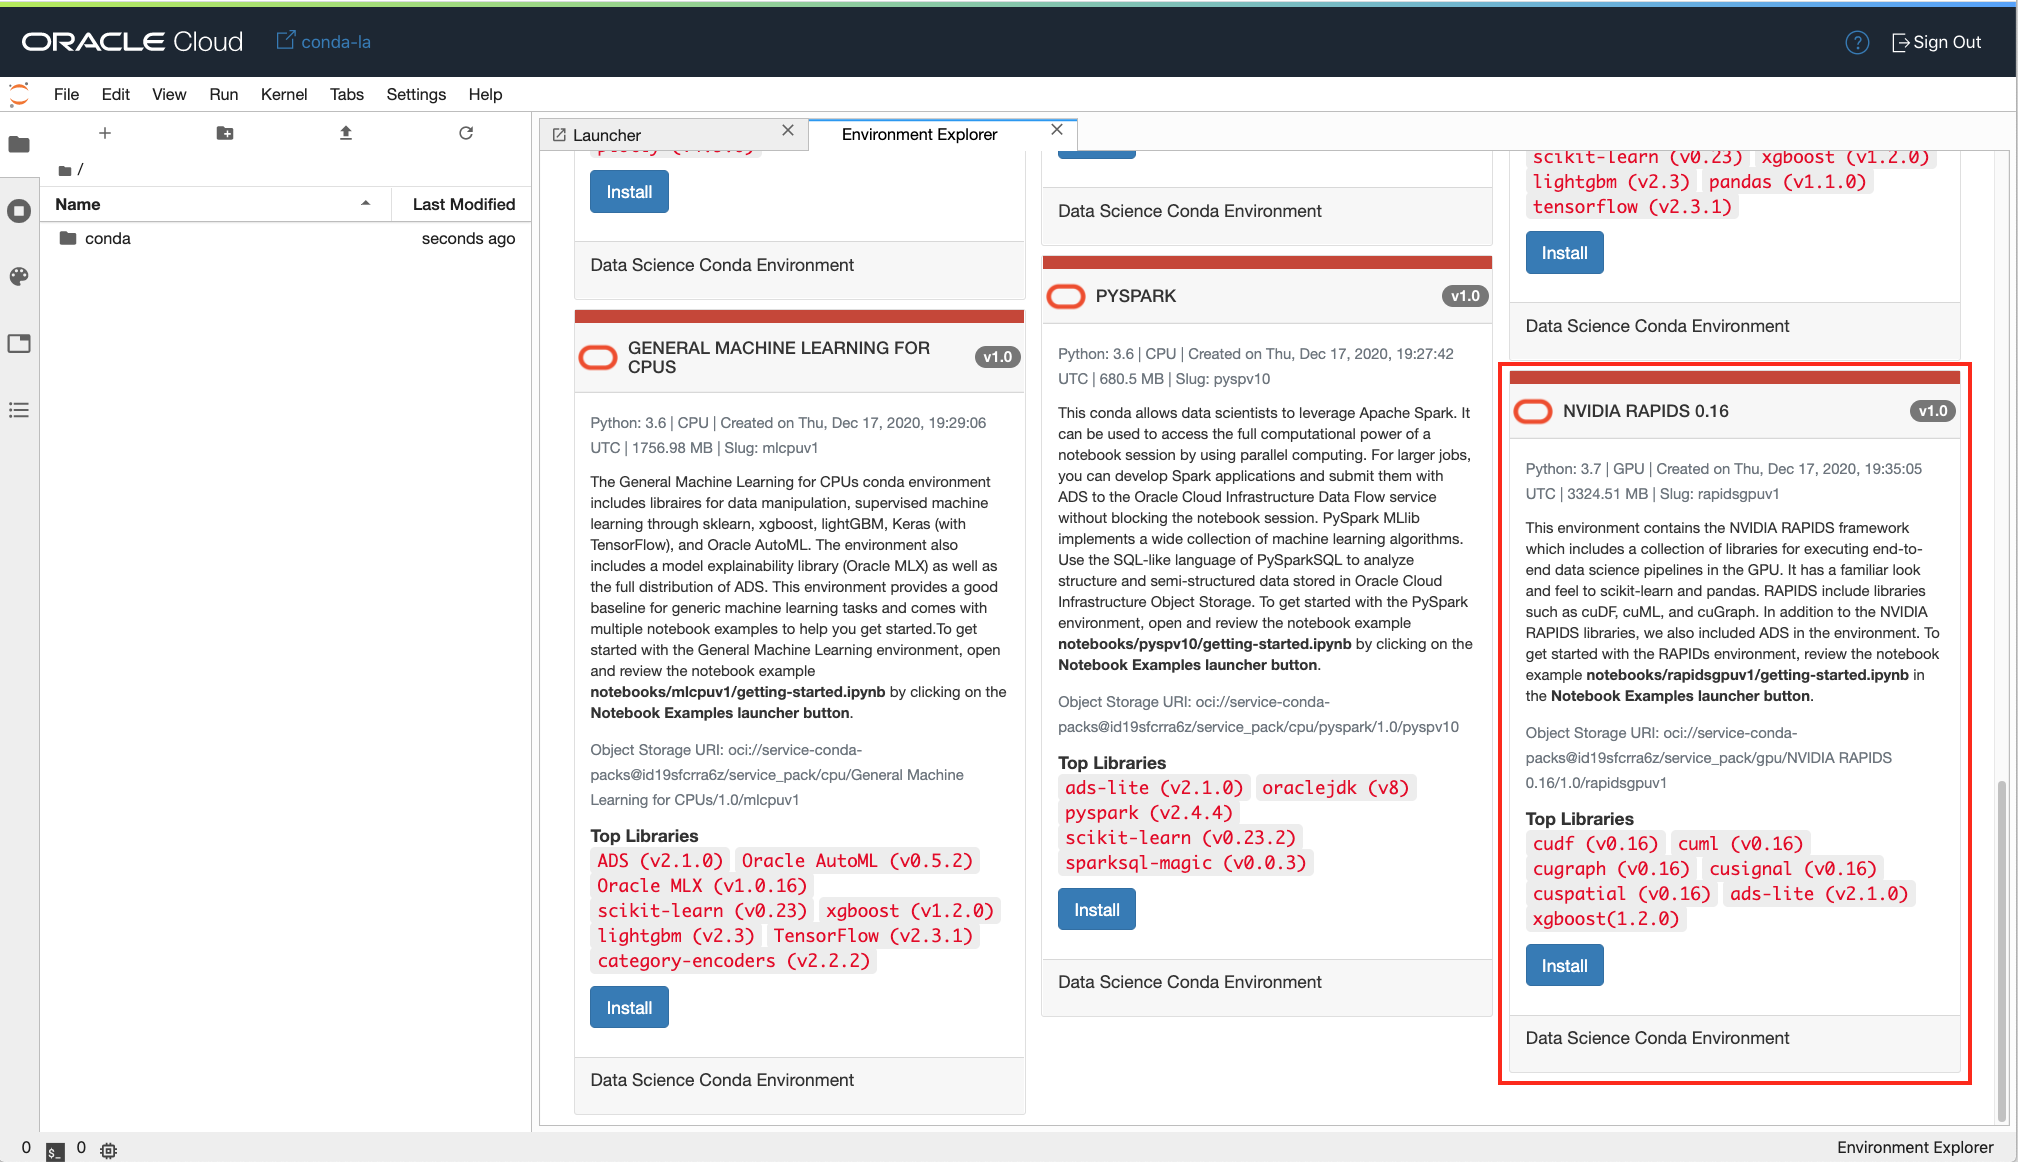 ORACLE Cloud
conda-la
?
Sign Out
File
Edit
View
Run
Kernel
Tabs
Settings
Help
/
Name
Last Modified
conda
seconds ago
Launcher
Environment Explorer
Install
Data Science Conda Environment
GENERAL MACHINE LEARNING FOR
CPUS
v1.0
Python: 3.6 | CPU | Created on Thu, Dec 17, 2020, 19:29:06
UTC | 1756.98 MB | Slug: mlcpuv1
The General Machine Learning for CPUs conda environment
includes libraires for data manipulation, supervised machine
learning through sklearn, xgboost, lightGBM, Keras (with
TensorFlow), and Oracle AutoML. The environment also
includes a model explainability library (Oracle MLX) as well as
the full distribution of ADS. This environment provides a good
baseline for generic machine learning tasks and comes with
multiple notebook examples to help you get started.To get
started with the General Machine Learning environment, open
and review the notebook example
notebooks/mlcpuv1/getting-started.ipynb by clicking on the
Notebook Examples launcher button.
Object Storage URI: oci://service-conda-
packs@id19sfcrra6z/service_pack/cpu/General Machine
Learning for CPUs/1.0/mlcpuv1
Top Libraries
ADS (v2.1.0) Oracle AutoML (v0.5.2)
Oracle MLX (v1.0.16)
scikit-learn (v0.23) xgboost (v1.2.0)
lightgbm (v2.3) TensorFlow (v2.3.1)
category-encoders (v2.2.2)
Install
Data Science Conda Environment
Data Science Conda Environment
PYSPARK
v1.0
Python: 3.6 | CPU | Created on Thu, Dec 17, 2020, 19:27:42
UTC | 680.5 MB | Slug: pyspv10
This conda allows data scientists to leverage Apache Spark. It
can be used to access the full computational power of a
notebook session by using parallel computing. For larger jobs,
you can develop Spark applications and submit them with
ADS to the Oracle Cloud Infrastructure Data Flow service
without blocking the notebook session. PySpark MLlib
implements a wide collection of machine learning algorithms.
Use the SQL-like language of PySparkSQL to analyze
structure and semi-structured data stored in Oracle Cloud
Infrastructure Object Storage. To get started with the PySpark
environment, open and review the notebook example
notebooks/pyspv10/getting-started.ipynb by clicking on the
Notebook Examples launcher button.
Object Storage URI: oci://service-conda-
packs@id19sfcrra6z/service_pack/cpu/pyspark/1.0/pyspv10
Top Libraries
ads-lite (v2.1.0) oraclejdk (v8)
pyspark (v2.4.4)
scikit-learn (v0.23.2)
sparksql-magic (v0.0.3)
Install
Data Science Conda Environment
scikit-learn (v0.23) xgboost (v1.2.0)
lightgbm (v2.3) pandas (v1.1.0)
tensorflow (v2.3.1)
Install
Data Science Conda Environment
NVIDIA RAPIDS 0.16
v1.0
Python: 3.7 | GPU | Created on Thu, Dec 17, 2020, 19:35:05
UTC | 3324.51 MB | Slug: rapidsgpuv1
This environment contains the NVIDIA RAPIDS framework
which includes a collection of libraries for executing end-to-
end data science pipelines in the GPU. It has a familiar look
and feel to scikit-learn and pandas. RAPIDS include libraries
such as cuDF, cuML, and cuGraph. In addition to the NVIDIA
RAPIDS libraries, we also included ADS in the environment. To
get started with the RAPIDs environment, review the notebook
example notebooks/rapidsgpuv1/getting-started.ipynb in
the Notebook Examples launcher button.
Object Storage URI: oci://service-conda-
packs@id19sfcrra6z/service_pack/gpu/NVIDIA RAPIDS
0.16/1.0/rapidsgpuv1
Top Libraries
cudf (v0.16) cuml (v0.16)
cugraph (v0.16) cusignal (v0.16)
cuspatial (v0.16) ads-lite (v2.1.0)
xgboost(1.2.0)
Install
Data Science Conda Environment
0
$_
0
Environment Explorer